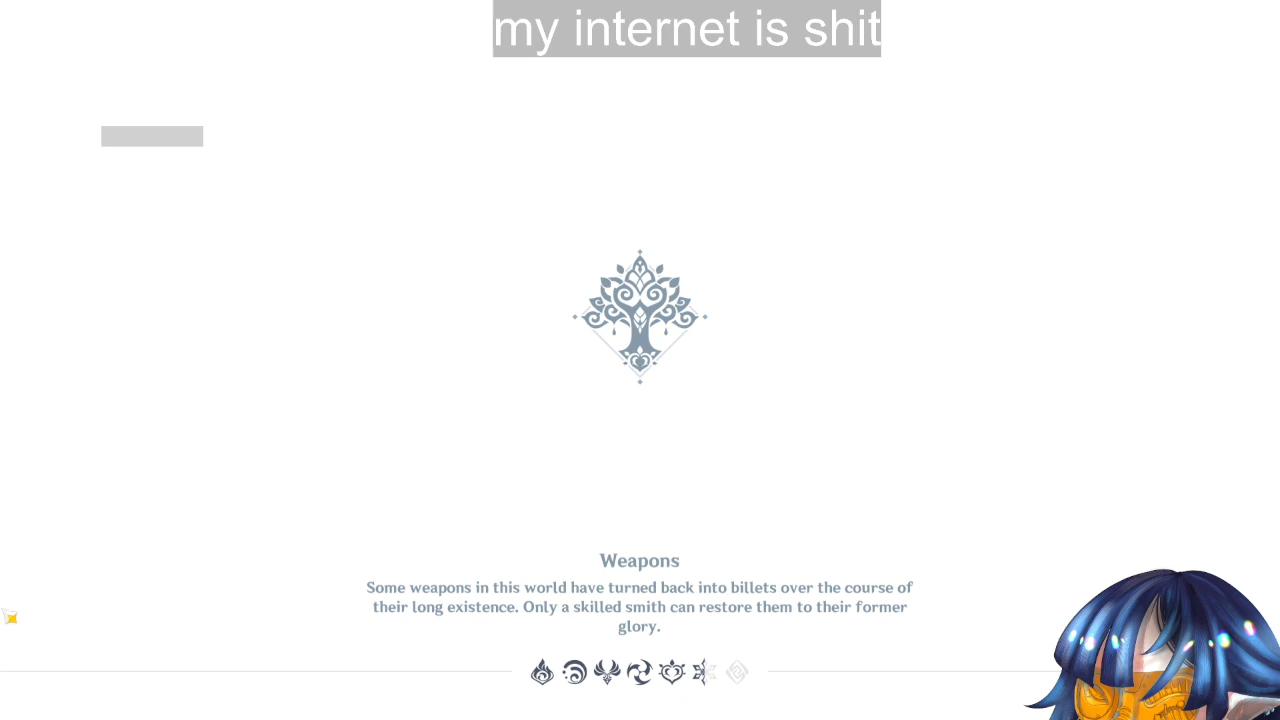 my internet is shit
Weapons
Some weapons in this world have turned back into billets over the course of
their long existence. Only a skilled smith can restore them to their former
glory.